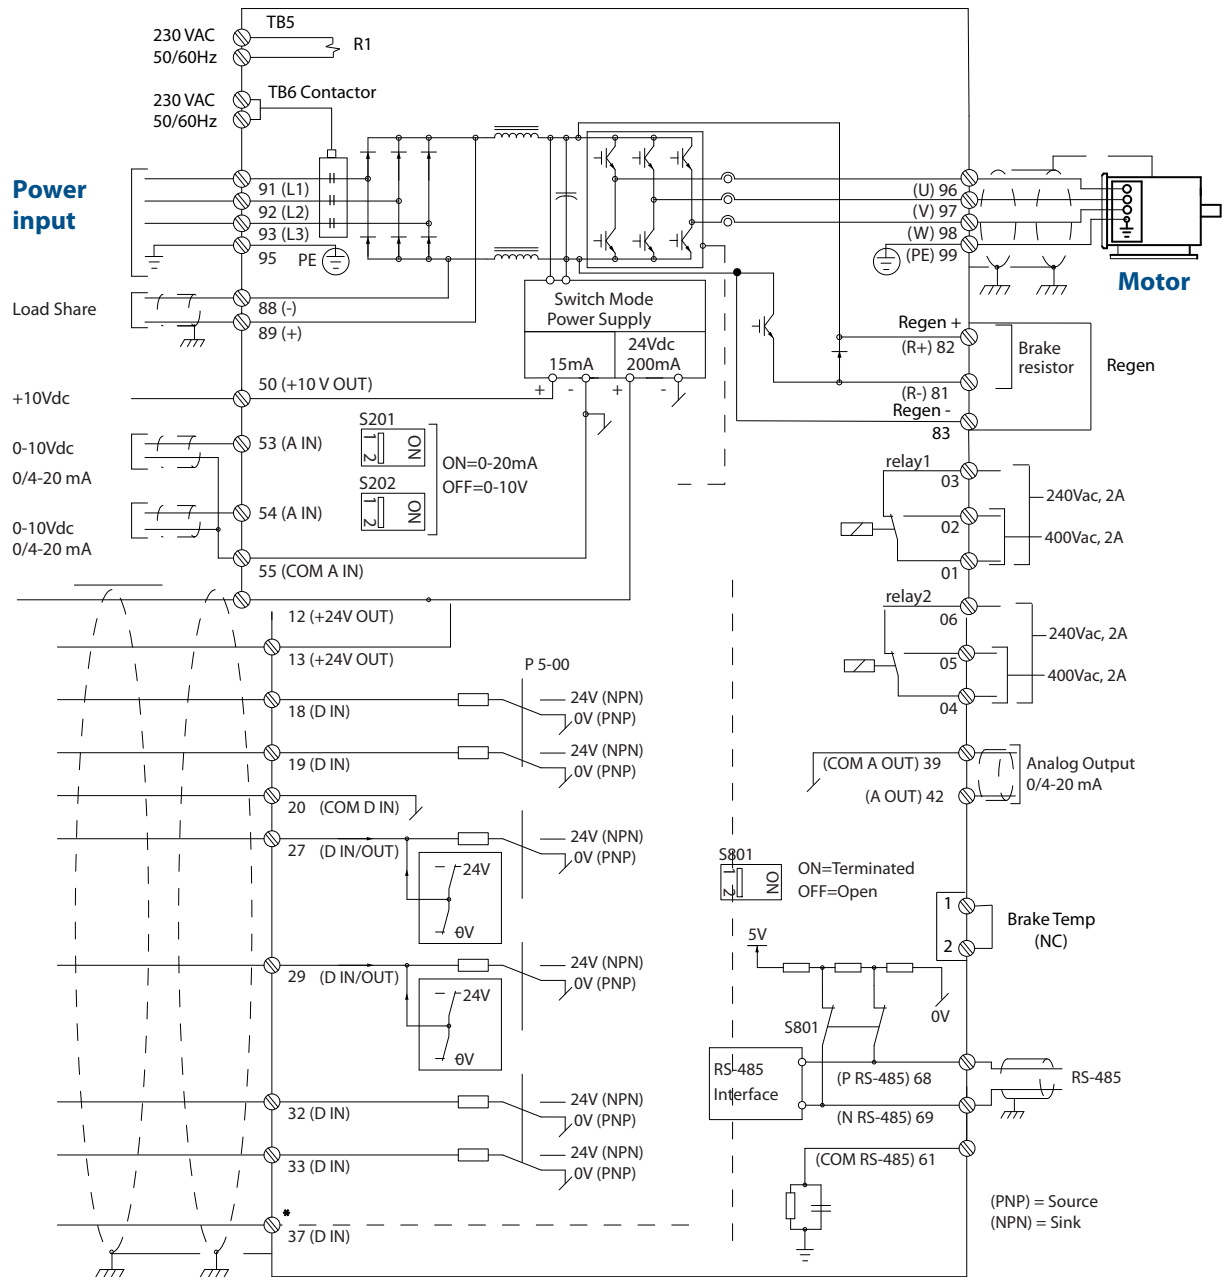 TB5
230 VAC
50/60Hz
R1
TB6 Contactor
230 VAC
50/60Hz
Power
input
91 (L1)
92 (L2)
93 (L3)
95
PE
(U) 96
(V) 97
(W) 98
(PE) 99
Motor
Load Share
88 (-)
89 (+)
Switch Mode
Power Supply
15mA
24Vdc
200mA
+ - + -
Regen +
(R+) 82
Brake
resistor
Regen
(R-) 81
Regen -
83
+10Vdc
50 (+10 V OUT)
0-10Vdc
0/4-20 mA
53 (A IN)
S201
1
2
ON
S202
1
2
ON
ON=0-20mA
OFF=0-10V
0-10Vdc
0/4-20 mA
54 (A IN)
55 (COM A IN)
relay1
03
240Vac, 2A
02
400Vac, 2A
01
relay2
06
240Vac, 2A
05
400Vac, 2A
04
12 (+24V OUT)
13 (+24V OUT)
P 5-00
18 (D IN)
24V (NPN)
0V (PNP)
19 (D IN)
24V (NPN)
0V (PNP)
20 (COM D IN)
27 (D IN/OUT)
24V (NPN)
0V (PNP)
24V
0V
29 (D IN/OUT)
24V (NPN)
0V (PNP)
24V
0V
32 (D IN)
24V (NPN)
0V (PNP)
33 (D IN)
24V (NPN)
0V (PNP)
*
37 (D IN)
(COM A OUT) 39
(A OUT) 42
Analog Output
0/4-20 mA
S801
1
2
ON
ON=Terminated
OFF=Open
1
2
Brake Temp
(NC)
5V
0V
S801
RS-485
Interface
(P RS-485) 68
(N RS-485) 69
RS-485
(COM RS-485) 61
(PNP) = Source
(NPN) = Sink